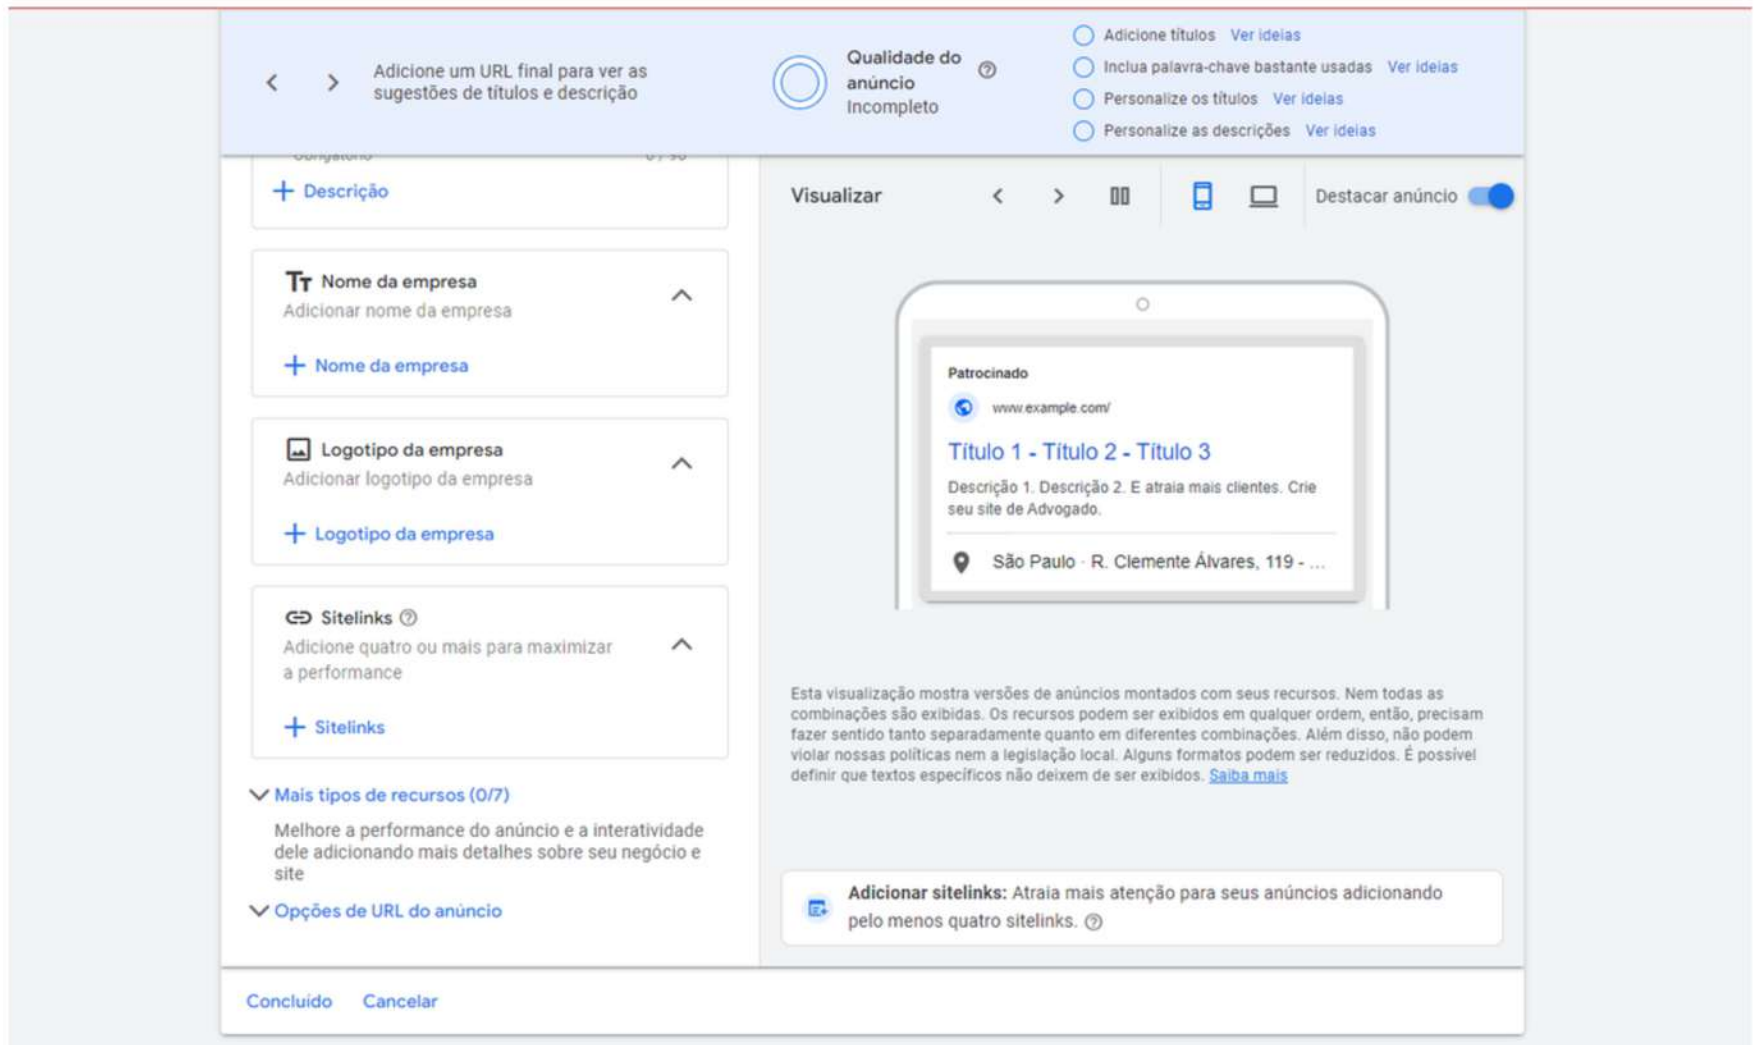 Adicione um URL final para ver as
sugestões de títulos e descrição
Qualidade do
anúncio
Incompleto
Adicione títulos Ver ideias
Inclua palavra-chave bastante usadas Ver ideias
Personalize os títulos Ver ideias
Personalize as descrições Ver ideias
Obrigatório 0 / 90
+ Descrição
Visualizar
Destacar anúncio
Tt Nome da empresa
Adicionar nome da empresa
+ Nome da empresa
Logotipo da empresa
Adicionar logotipo da empresa
+ Logotipo da empresa
Sitelinks
Adicione quatro ou mais para maximizar
a performance
+ Sitelinks
Mais tipos de recursos (0/7)
Melhore a performance do anúncio e a interatividade
dele adicionando mais detalhes sobre seu negócio e
site
Opções de URL do anúncio
Patrocinado
www.example.com/
Título 1 - Título 2 - Título 3
Descrição 1. Descrição 2. E atraia mais clientes. Crie
seu site de Advogado.
São Paulo · R. Clemente Álvares, 119 - ...
Esta visualização mostra versões de anúncios montados com seus recursos. Nem todas as
combinações são exibidas. Os recursos podem ser exibidos em qualquer ordem, então, precisam
fazer sentido tanto separadamente quanto em diferentes combinações. Além disso, não podem
violar nossas políticas nem a legislação local. Alguns formatos podem ser reduzidos. É possível
definir que textos específicos não deixem de ser exibidos. Saiba mais
Adicionar sitelinks: Atraia mais atenção para seus anúncios adicionando
pelo menos quatro sitelinks.
Concluído Cancelar